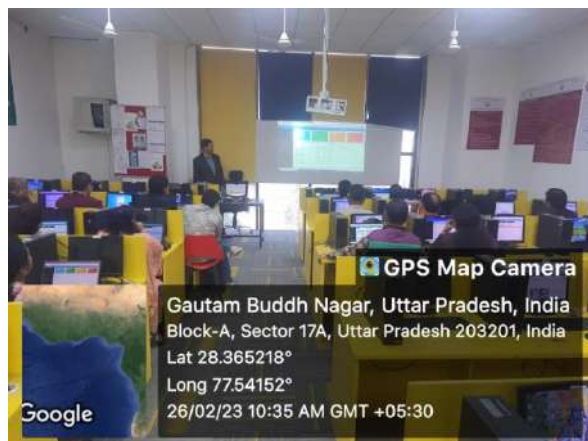 GPS Map Camera
Gautam Buddh Nagar, Uttar Pradesh, India
Block-A, Sector 17A, Uttar Pradesh 203201, India
Lat 28.365218°
Long 77.54152°
26/02/23 10:35 AM GMT +05:30
Google